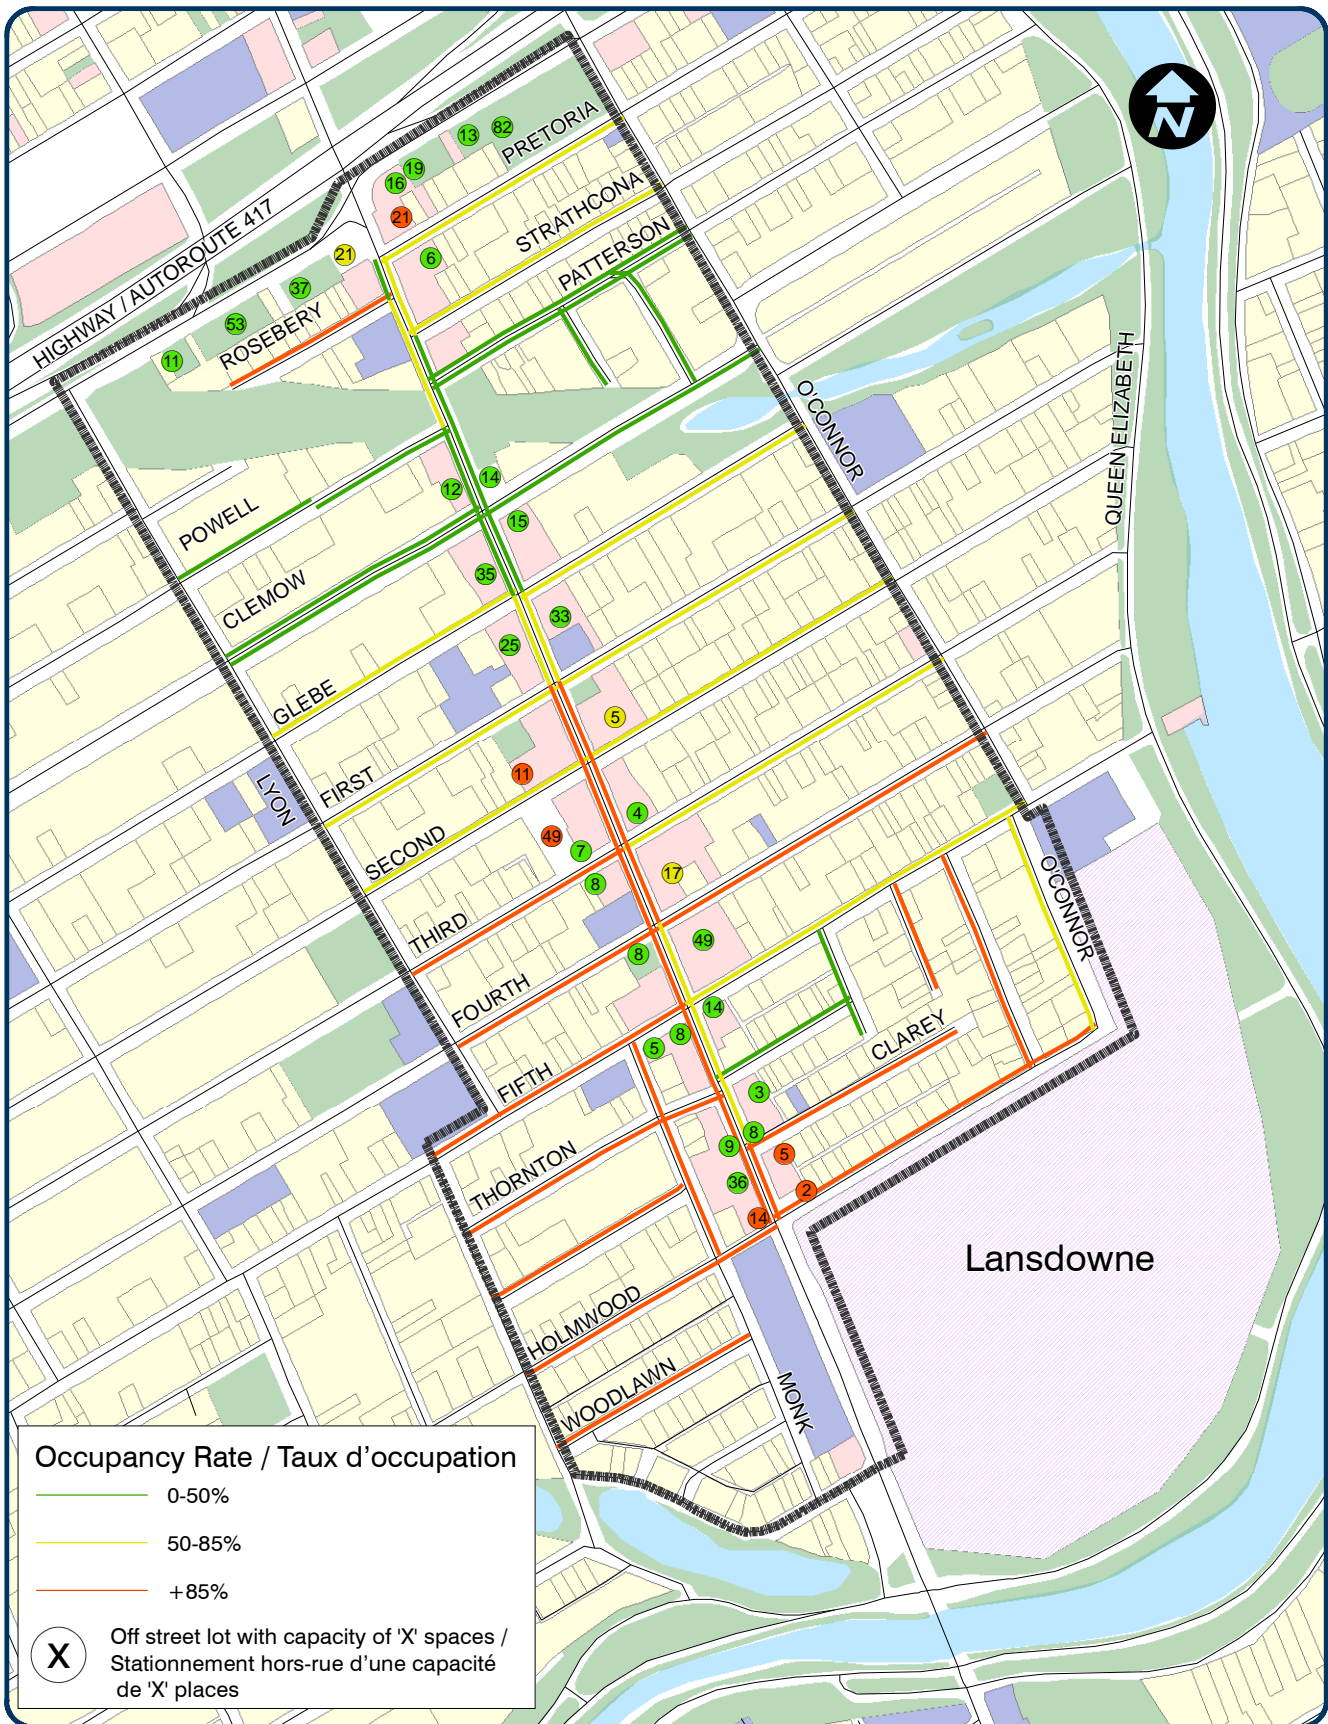 N
13
82
PRETORIA
19
16
21
STRATHCONA
HIGHWAY / AUTOROUTE 417
21
6
PATTERSON
37
53
ROSEBERY
11
O'CONNOR
QUEEN ELIZABETH
14
12
POWELL
15
35
CLEMOW
33
25
GLEBE
5
LYON
FIRST
11
4
SECOND
49
7
17
8
O'CONNOR
THIRD
49
8
FOURTH
14
8
5
CLAREY
FIFTH
3
8
9
5
THORNTON
36
2
14
Lansdowne
HOLMWOOD
WOODLAWN
MONK
Occupancy Rate / Taux d’occupation
0-50%
50-85%
+85%
X
Off street lot with capacity of 'X' spaces /
Stationnement hors-rue d’une capacité
de 'X' places